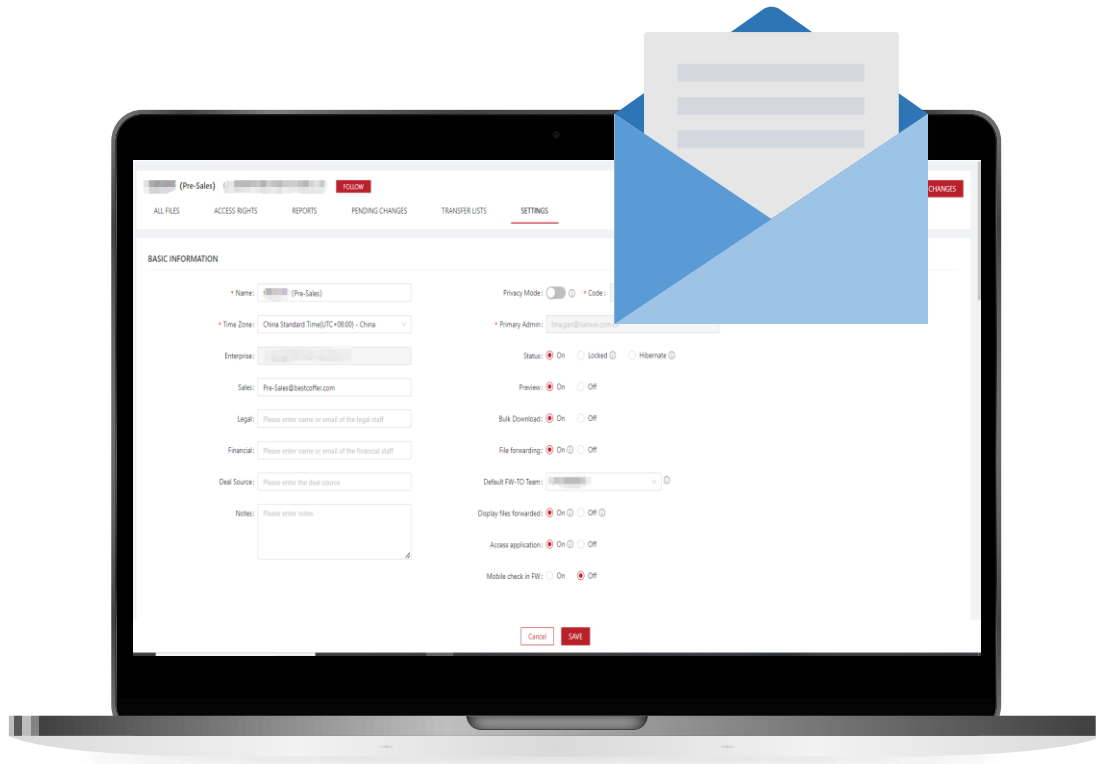 (Pre-Sales) ( FOLLOW CHANGES
ALL FILES ACCESS RIGHTS REPORTS PENDING CHANGES TRANSFER LISTS SETTINGS
BASIC INFORMATION
* Name: (Pre-Sales) Privacy Mode: * Code:
* Time Zone: China Standard Time(UTC+08:00) - China * Primary Admin:
Enterprise: Status: On Locked Hibernate
Sales: Pre-Sales@bestcoffer.com Preview: On Off
Legal: Please enter name or email of the legal staff Bulk Download: On Off
Financial: Please enter name or email of the financial staff File forwarding: On Off
Deal Source: Please enter the deal source Default FW-TO Team:
Notes: Please enter notes Display files forwarded: On Off
Access application: On Off
Mobile check in FW: On Off
Cancel SAVE